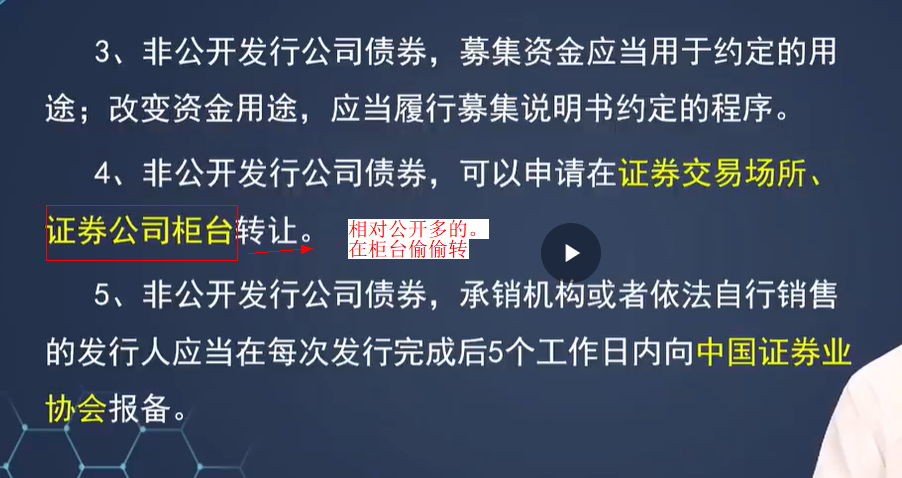 3、非公开发行公司债券，募集资金应当用于约定的用
途；改变资金用途，应当履行募集说明书约定的程序。
4、非公开发行公司债券，可以申请在证券交易场所、
证券公司柜台转让。
相对公开多的。
在柜台偷偷转
5、非公开发行公司债券，承销机构或者依法自行销售
的发行人应当在每次发行完成后5个工作日内向中国证券业
协会报备。